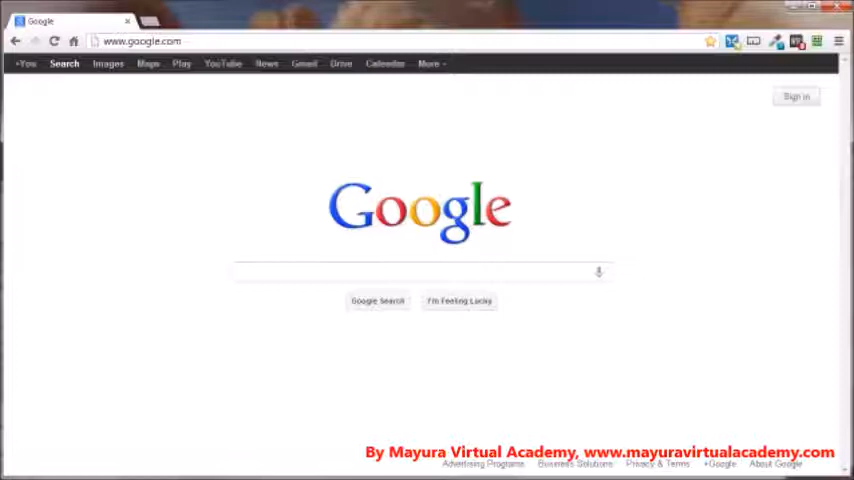 Google
www.google.com
+You Search Images Maps Play YouTube News Gmail Drive Calendar More
Sign in
Google
Google Search I'm Feeling Lucky
By Mayura Virtual Academy, www.mayuravirtualacademy.com
Advertising Programs Business Solutions Privacy & Terms +Google About Google